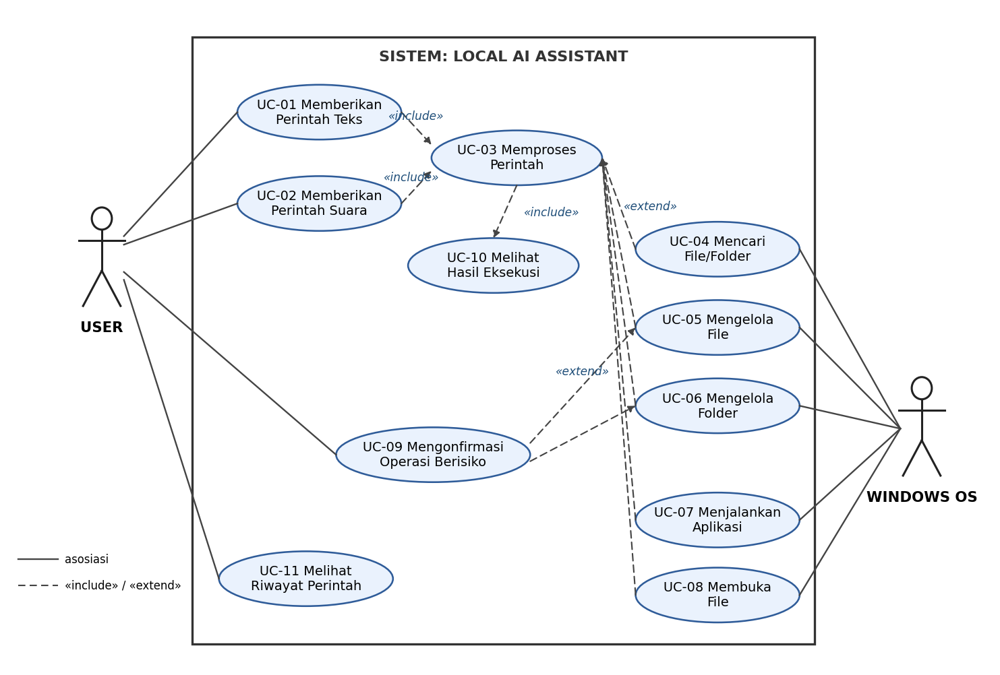 SISTEM: LOCAL AI ASSISTANT
UC-01 Memberikan
Perintah Teks
«include»
UC-03 Memproses
Perintah
«include»
UC-02 Memberikan
Perintah Suara
«include»
«extend»
UC-04 Mencari
File/Folder
UC-10 Melihat
Hasil Eksekusi
USER
UC-05 Mengelola
File
«extend»
UC-06 Mengelola
Folder
UC-09 Mengonfirmasi
Operasi Berisiko
WINDOWS OS
UC-07 Menjalankan
Aplikasi
asosiasi
«include» / «extend»
UC-11 Melihat
Riwayat Perintah
UC-08 Membuka
File